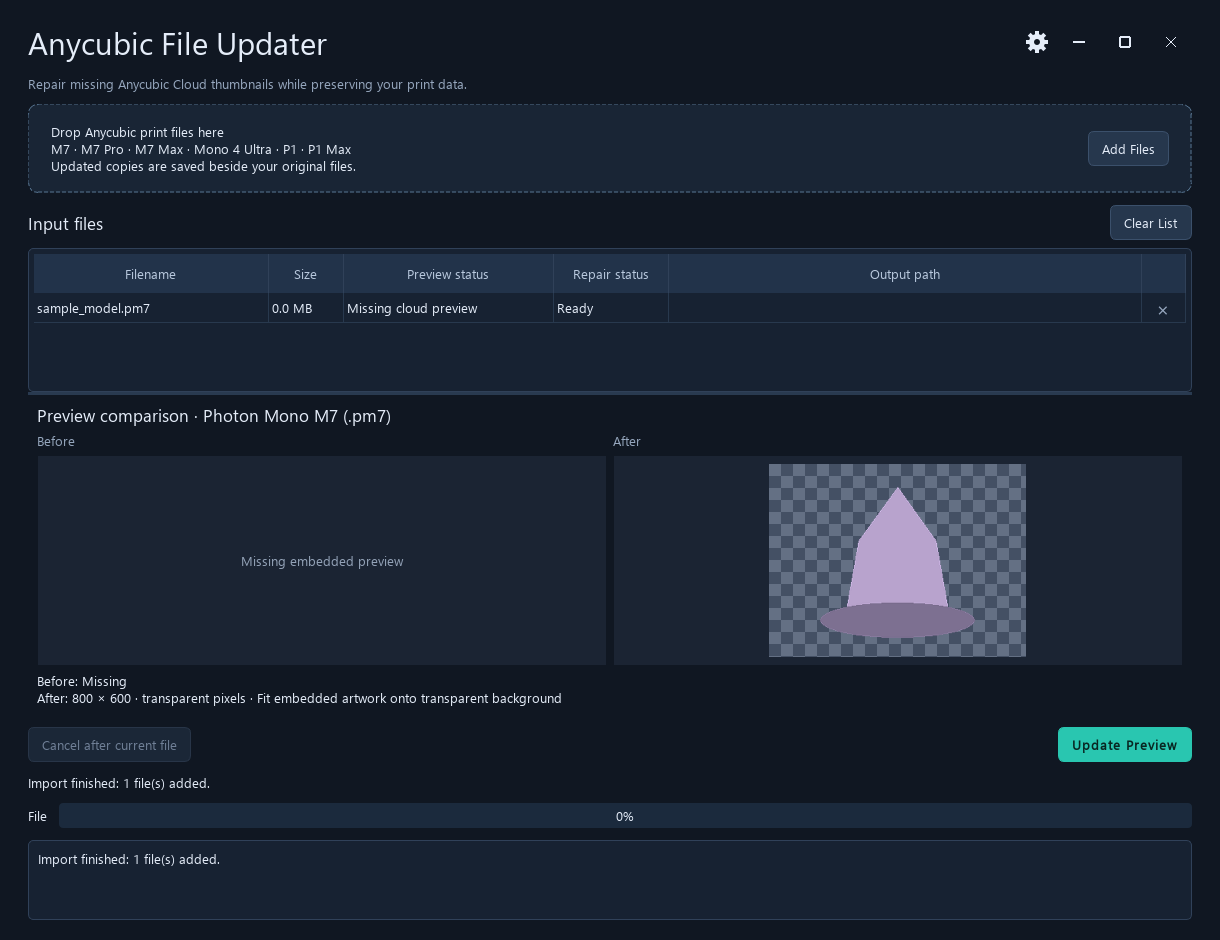 Anycubic File Updater
Repair missing Anycubic Cloud thumbnails while preserving your print data.
Drop Anycubic print files here
M7 · M7 Pro · M7 Max · Mono 4 Ultra · P1 · P1 Max
Updated copies are saved beside your original files.
Add Files
Input files
Clear List
Filename Size Preview status Repair status Output path
sample_model.pm7 0.0 MB Missing cloud preview Ready ×
Preview comparison · Photon Mono M7 (.pm7)
Before After
Missing embedded preview
Before: Missing
After: 800 × 600 · transparent pixels · Fit embedded artwork onto transparent background
Cancel after current file Update Preview
Import finished: 1 file(s) added.
File 0%
Import finished: 1 file(s) added.